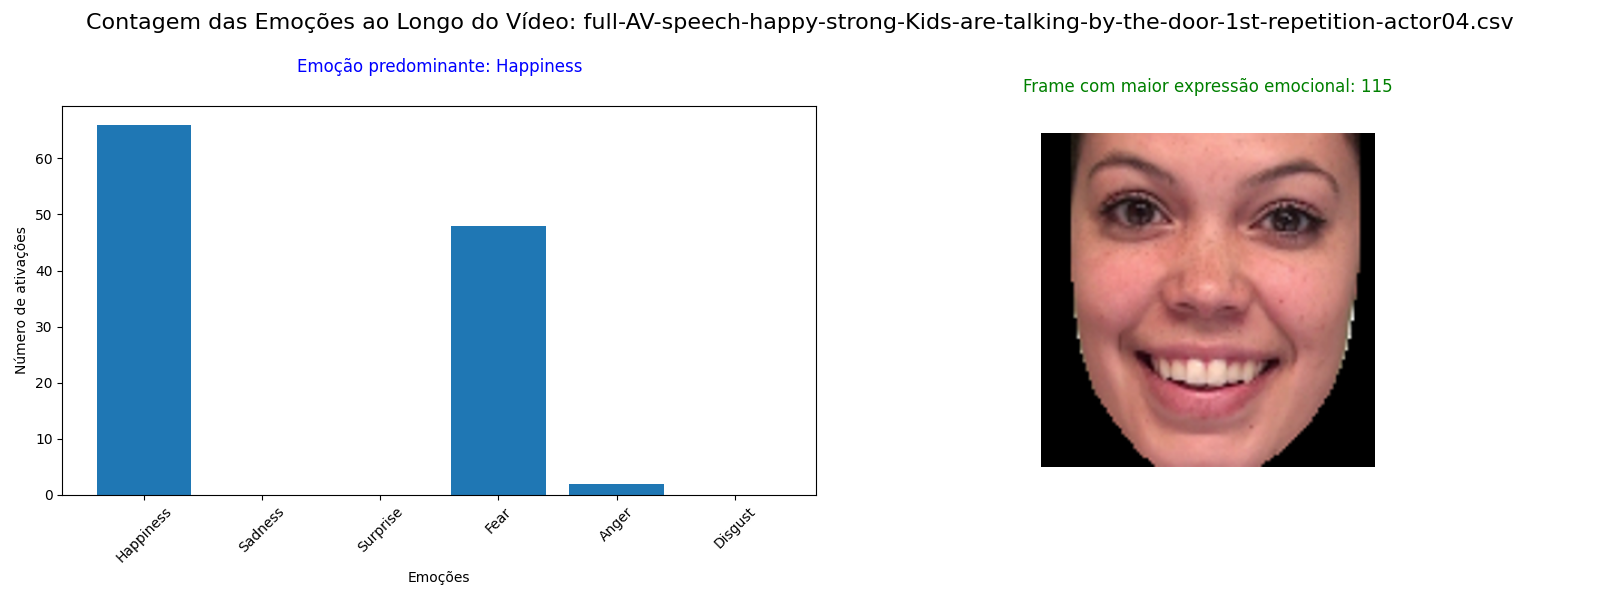 Contagem das Emoções ao Longo do Vídeo: full-AV-speech-happy-strong-Kids-are-talking-by-the-door-1st-repetition-actor04.csv
Emoção predominante: Happiness
Frame com maior expressão emocional: 115
Número de ativações
60
50
40
30
20
10
0
Happiness
Sadness
Surprise
Fear
Anger
Disgust
Emoções